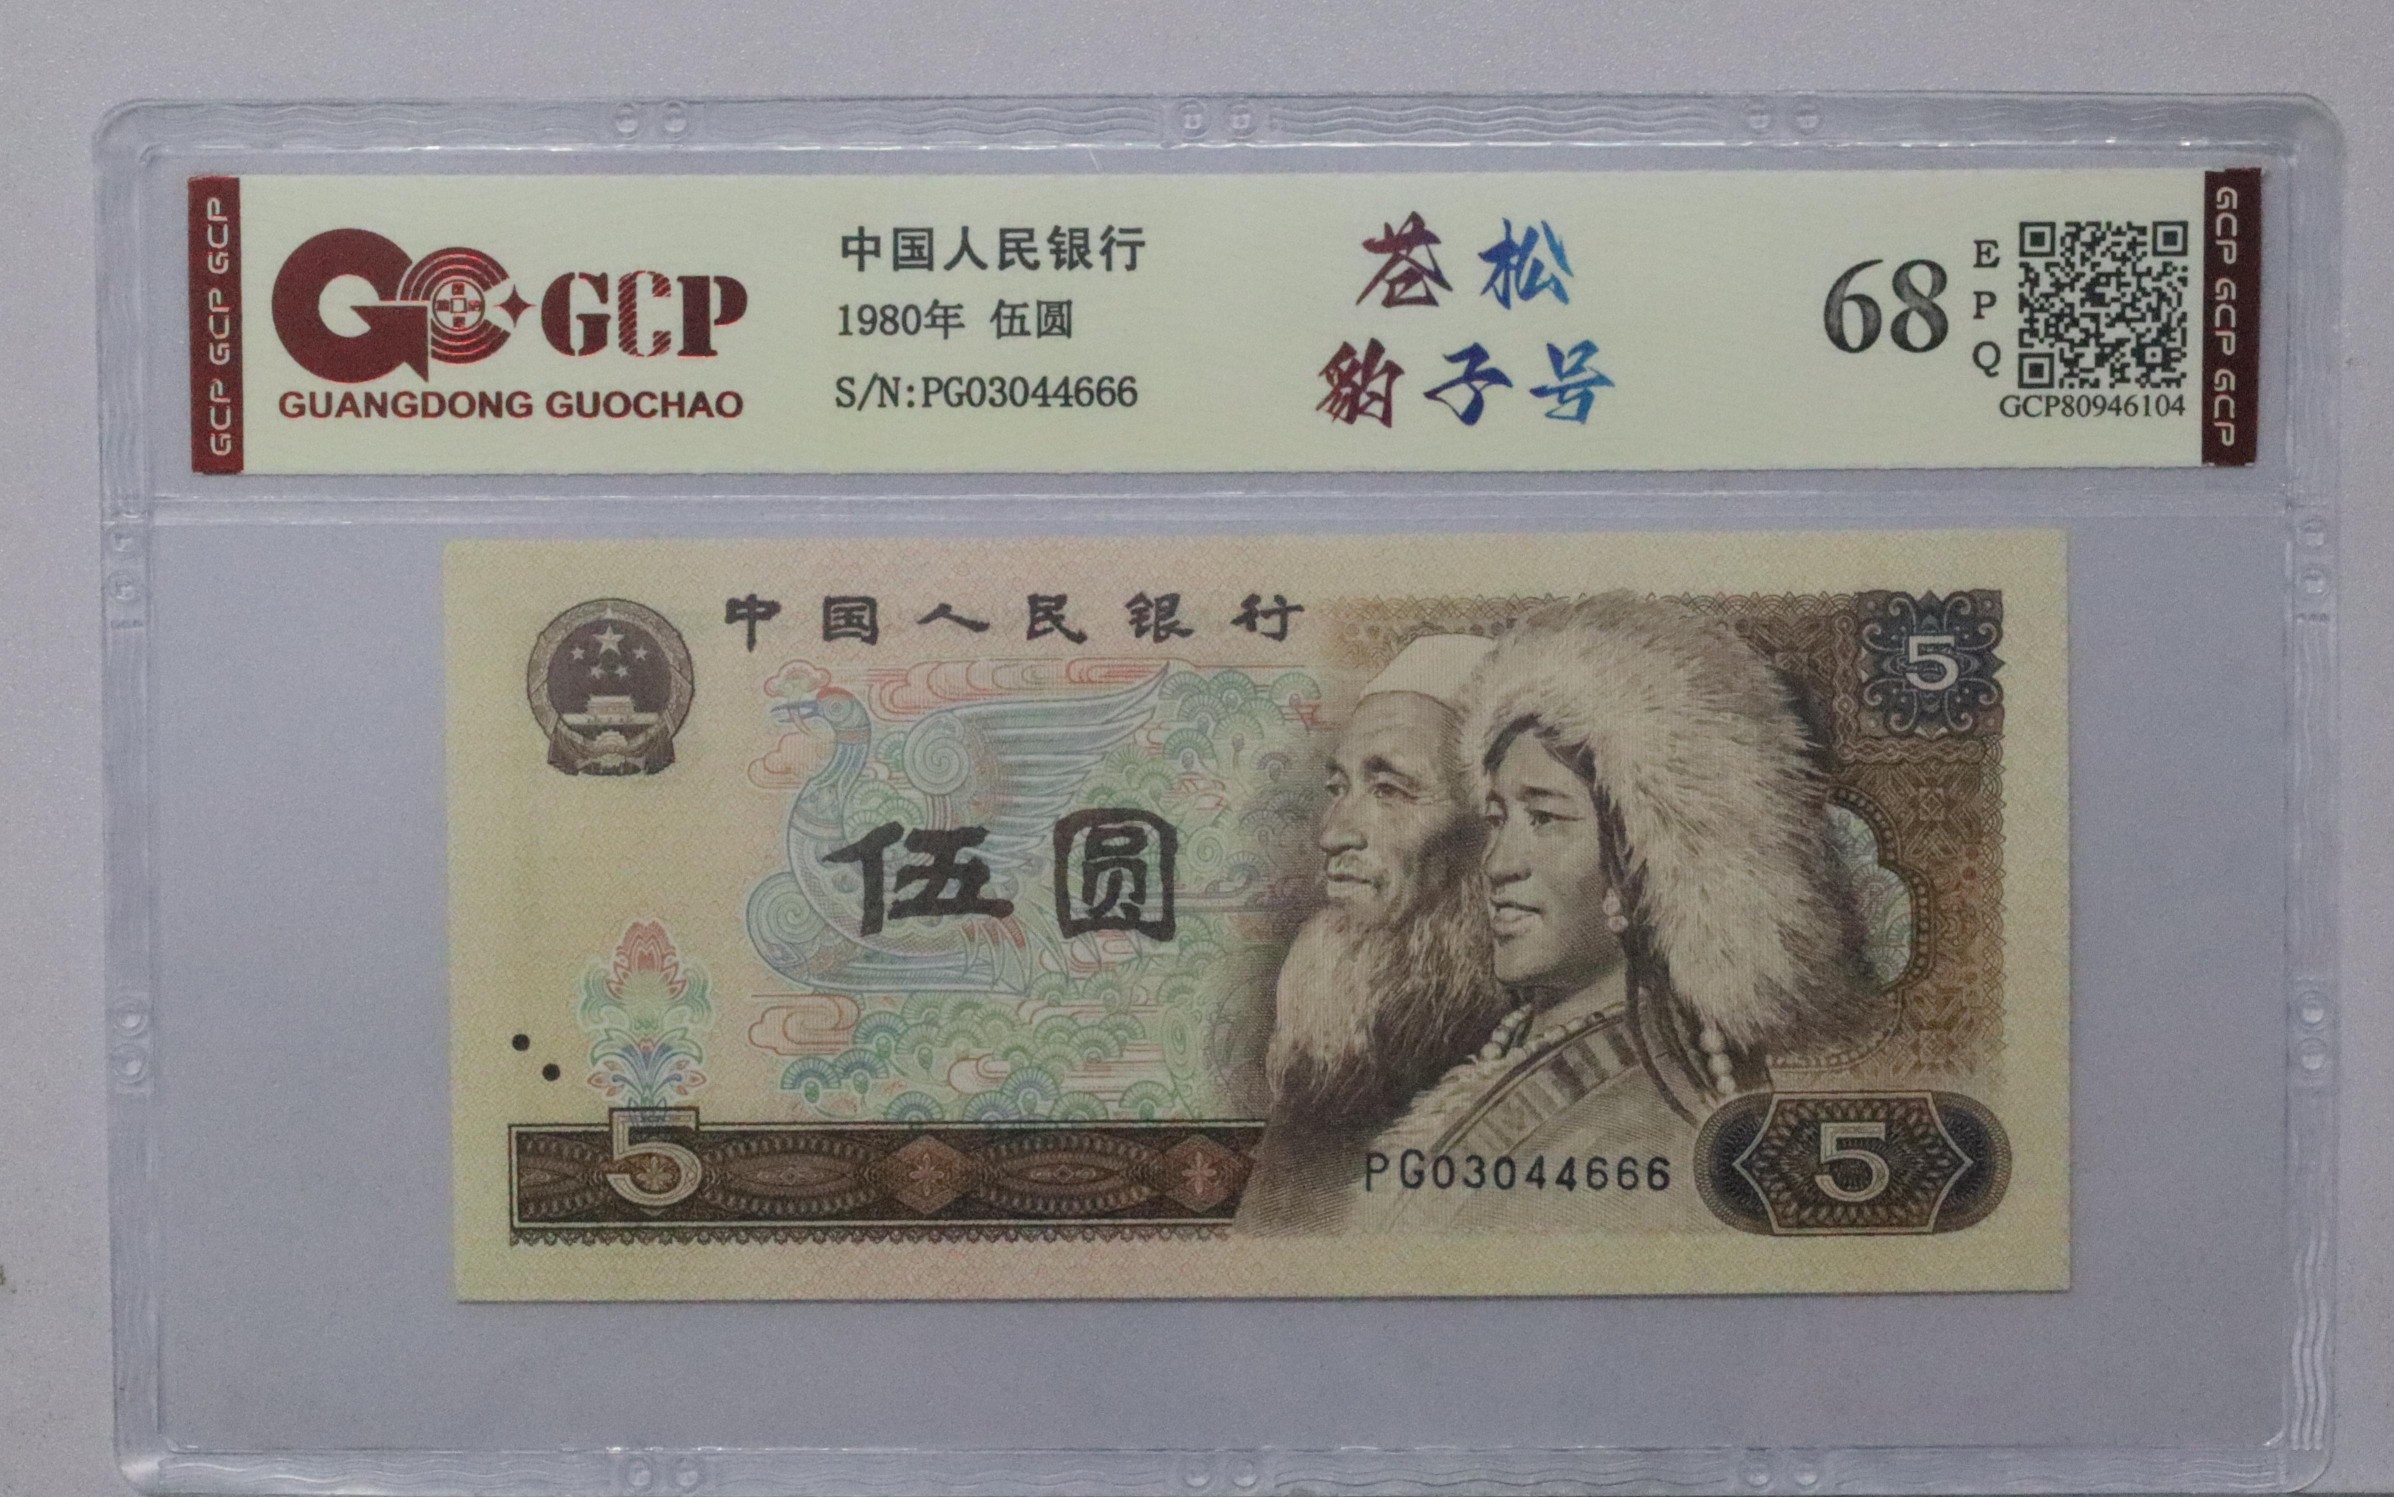 GCP GCP GCP
GCP
GUANGDONG GUOCHAO
中国人民银行
1980年 伍圆
S/N:PG03044666
苍松
豹子号
68
E
P
Q
GCP80946104
GCP GCP GCP
中国人民银行
5
伍圆
5
PG03044666
5